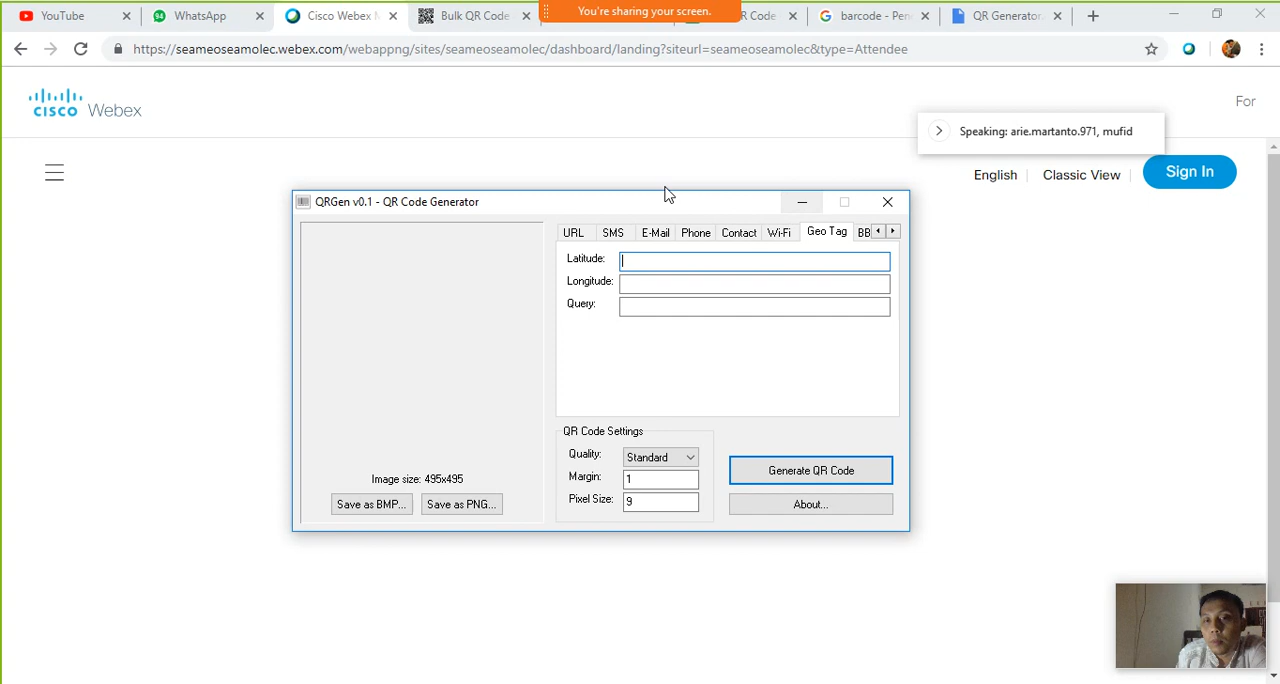 YouTube
94 WhatsApp
Cisco Webex M
Bulk QR Code
You're sharing your screen.
Code
barcode - Pen
QR Generator.
https://seameoseamolec.webex.com/webappng/sites/seameoseamolec/dashboard/landing?siteurl=seameoseamolec&type=Attendee
CISCO Webex
For
Speaking: arie.martanto.971, mufid
English
Classic View
Sign In
QRGen v0.1 - QR Code Generator
URL
SMS
E-Mail
Phone
Contact
Wi-Fi
Geo Tag
BB
Latitude:
Longitude:
Query:
QR Code Settings
Quality: Standard
Margin: 1
Pixel Size: 9
Generate QR Code
About...
Image size: 495x495
Save as BMP...
Save as PNG...